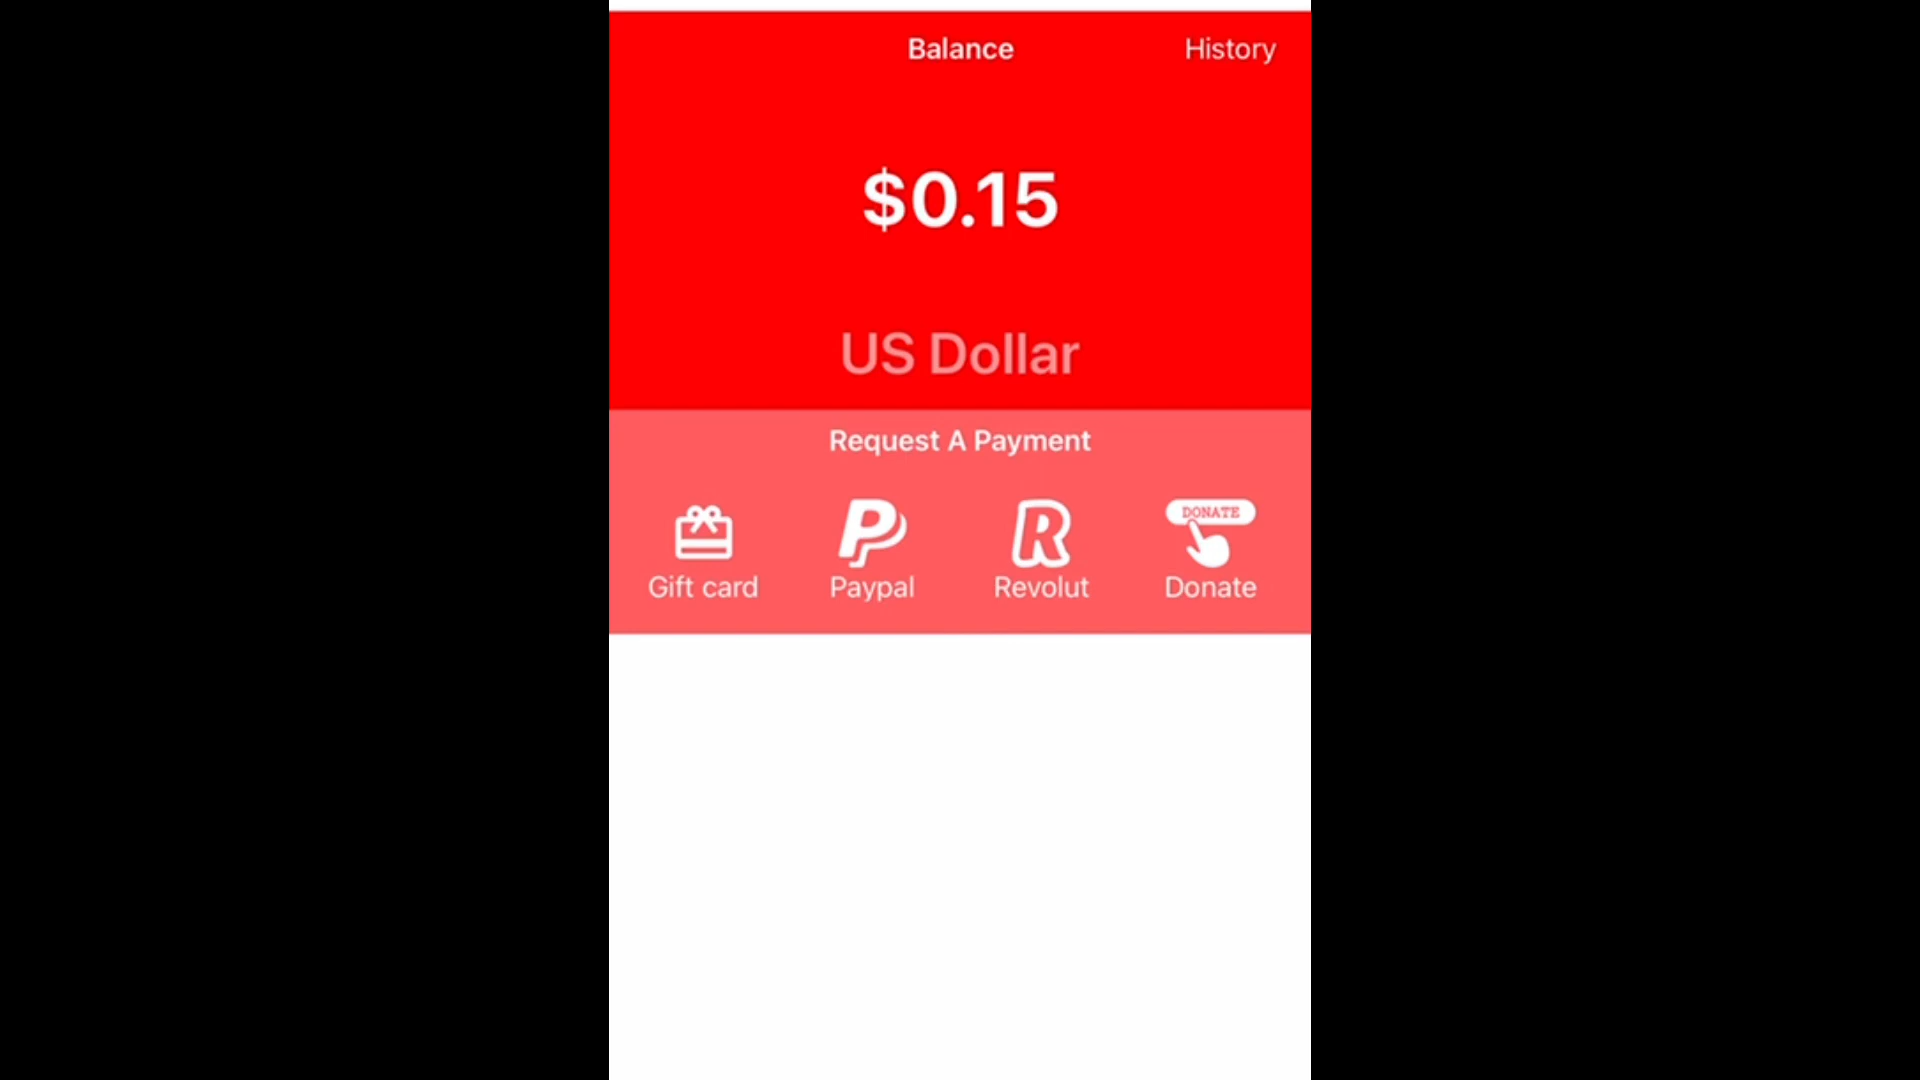 Balance
History
$0.15
US Dollar
Request A Payment
DONATE
Gift card
Paypal
Revolut
Donate